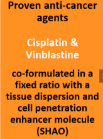 Proven anti-cancer
agents
Cisplatin &
Vinblastine
co-formulated in a
fixed ratio with a
tissue dispersion and
cell penetration
enhancer molecule
(SHAO)